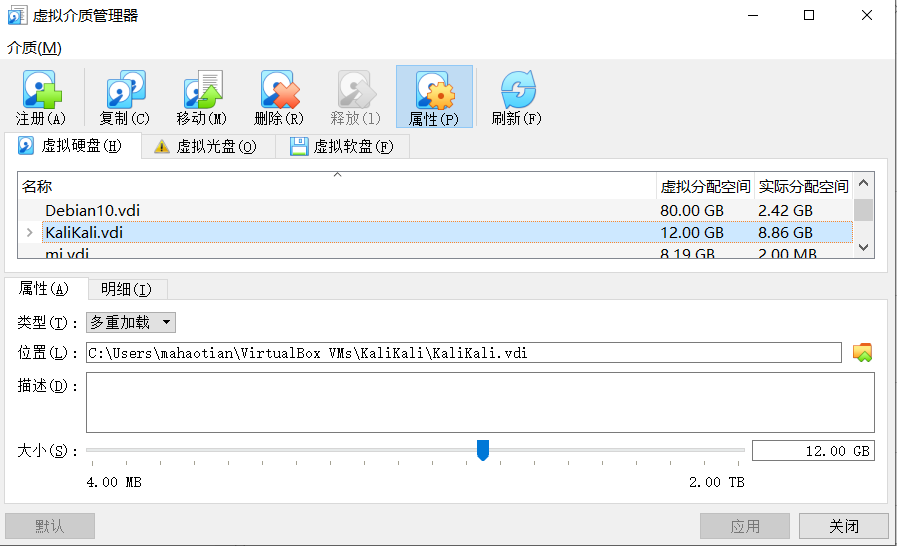 虚拟介质管理器
介质(M)
注册(A) 复制(C) 移动(M) 删除(R) 释放(l) 属性(P) 刷新(F)
虚拟硬盘(H) 虚拟光盘(O) 虚拟软盘(F)
名称 虚拟分配空间 实际分配空间
Debian10.vdi 80.00 GB 2.42 GB
KaliKali.vdi 12.00 GB 8.86 GB
mi.vdi 8.19 GB 2.00 MB
属性(A) 明细(I)
类型(T): 多重加载
位置(L): C:\Users\mahaotian\VirtualBox VMs\KaliKali\KaliKali.vdi
描述(D):
大小(S): 12.00 GB
4.00 MB 2.00 TB
默认 应用 关闭